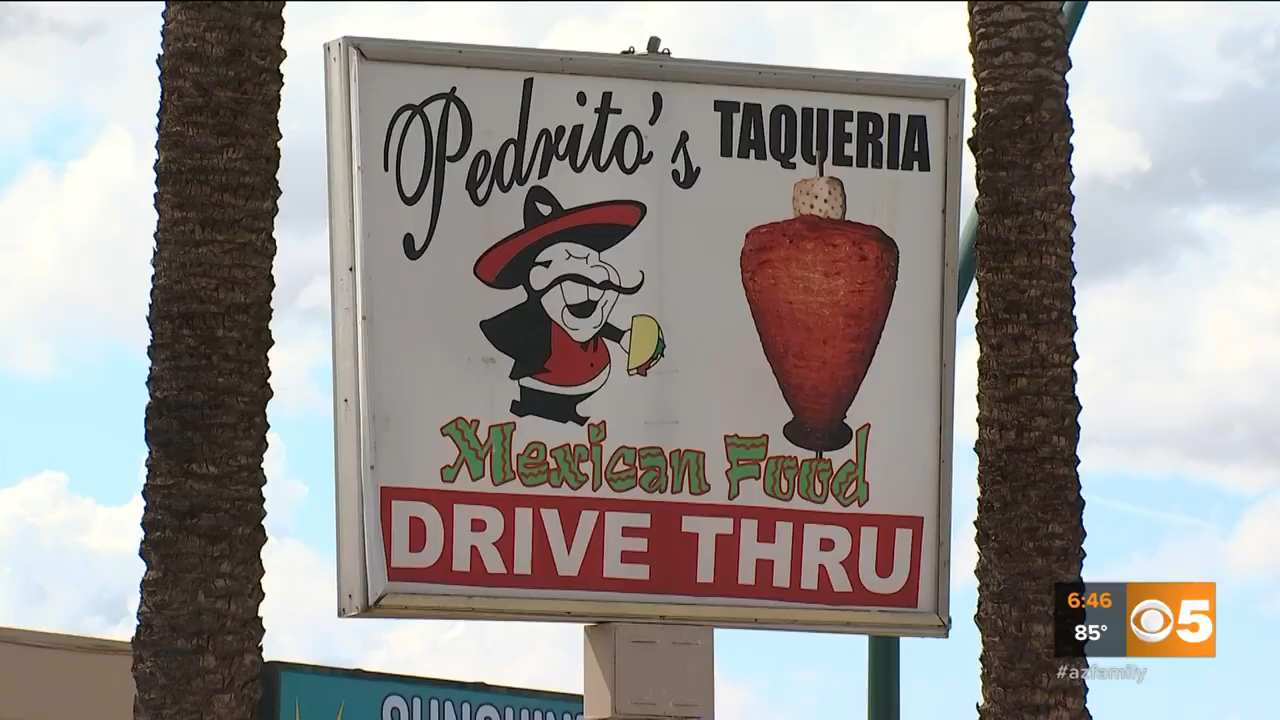 Pedrito's TAQUERIA
Mexican Food
DRIVE THRU
6:46
85°
5
#azfamily